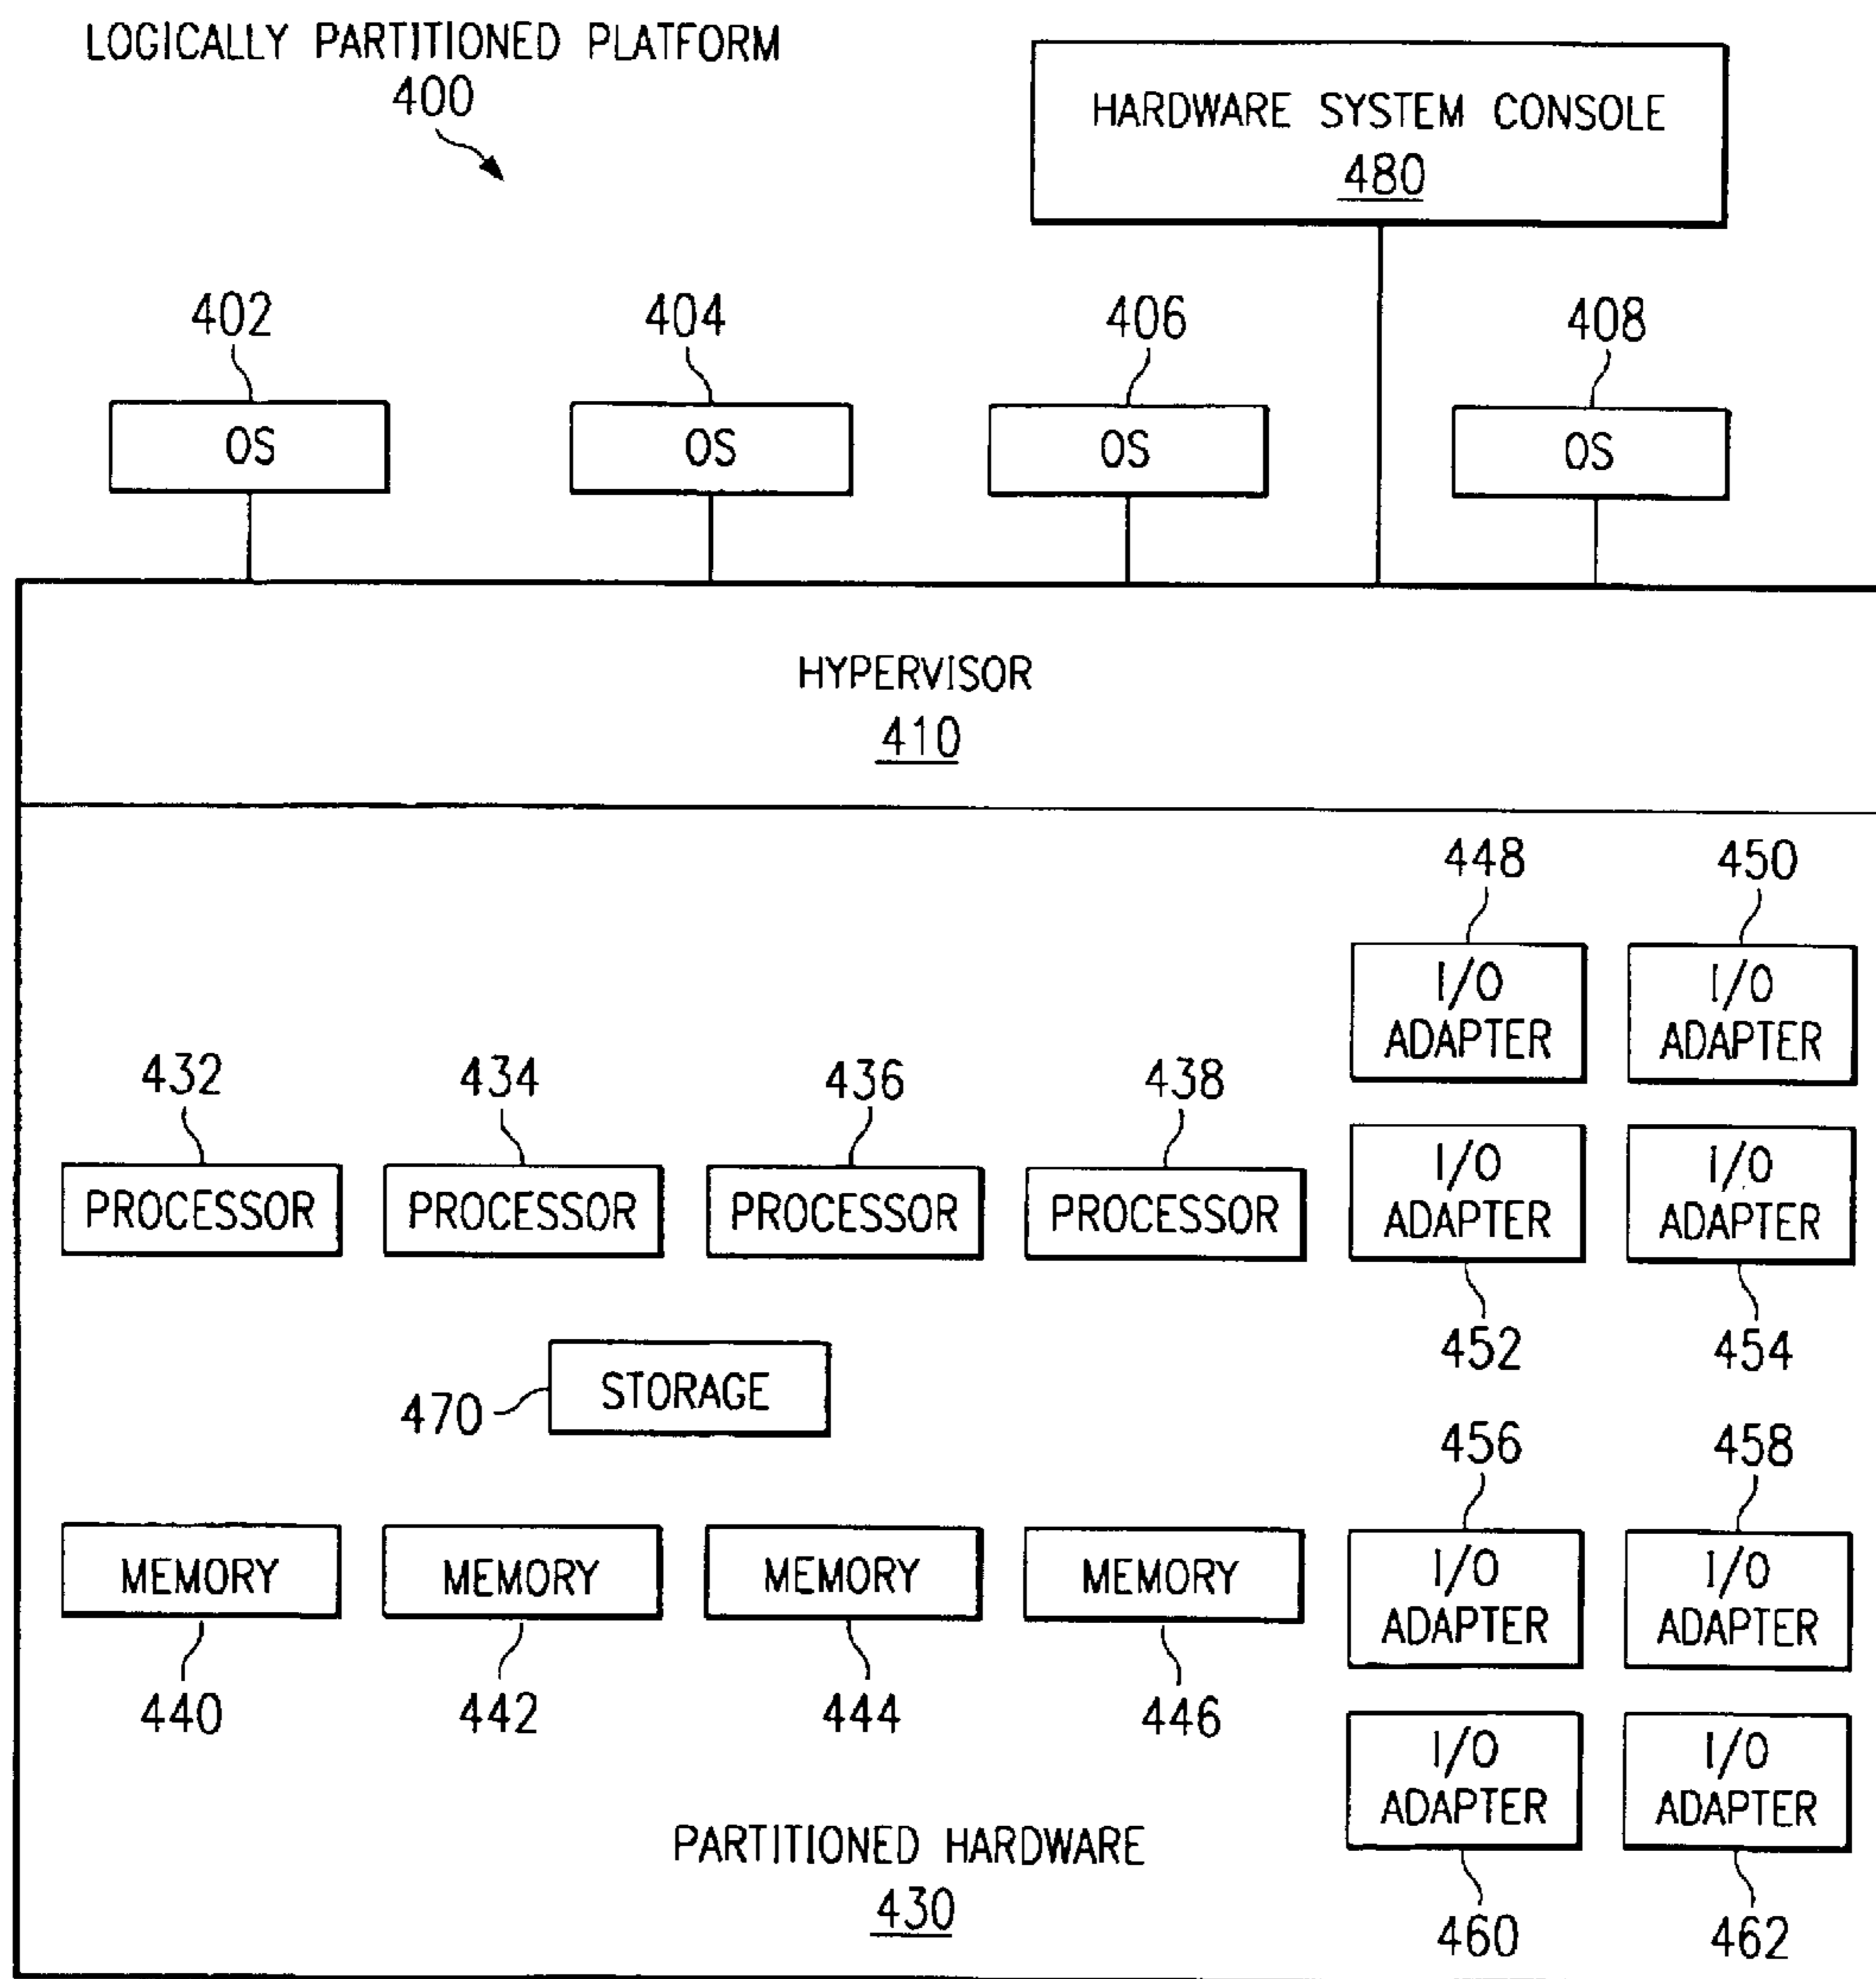 LOGICALLY PARTITIONED PLATFORM
400
HARDWARE SYSTEM CONSOLE
480
402
404
406
408
OS
OS
OS
OS
HYPERVISOR
410
448
450
I/O
ADAPTER
I/O
ADAPTER
432
434
436
438
PROCESSOR
PROCESSOR
PROCESSOR
PROCESSOR
I/O
ADAPTER
I/O
ADAPTER
452
454
470
STORAGE
456
458
MEMORY
MEMORY
MEMORY
MEMORY
I/O
ADAPTER
I/O
ADAPTER
440
442
444
446
I/O
ADAPTER
I/O
ADAPTER
460
462
PARTITIONED HARDWARE
430